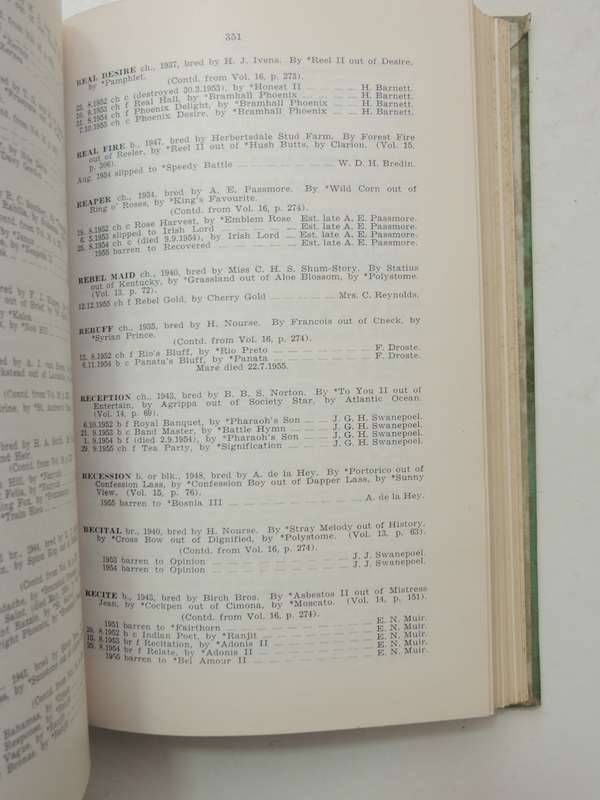 351
REAL DESIRE ch., 1937, bred by H. J. Ivens. By *Reel II out of Desire,
by *Pamphlet. (Contd. from Vol. 16, p. 273).
25. 8.1952 ch c (destroyed 30.3.1953), by *Honest II H. Barnett.
10. 9.1953 ch f Real Hall, by *Bramhall Phoenix H. Barnett.
22. 8.1954 ch f Phoenix Delight, by *Bramhall Phoenix H. Barnett.
7.10.1955 ch c Phoenix Desire, by *Bramhall Phoenix H. Barnett.
REAL FIRE b., 1947, bred by Herbertsdale Stud Farm. By Forest Fire
out of Reeler, by *Reel II out of *Hush Butts, by Clarion. (Vol. 15,
p. 306).
Aug. 1954 slipped to *Speedy Battle W. D. H. Bredin.
REAPER ch., 1934, bred by A. E. Passmore. By *Wild Corn out of
Ring o' Roses, by *King's Favourite.
(Contd. from Vol. 16, p. 274).
19. 8.1952 ch c Rose Harvest, by *Emblem Rose Est. late A. E. Passmore.
6. 5.1953 slipped to Irish Lord Est. late A. E. Passmore.
25. 8.1954 ch c (died 9.9.1954), by Irish Lord Est. late A. E. Passmore.
1955 barren to Recovered Est. late A. E. Passmore.
REBEL MAID ch., 1940, bred by Miss C. H. S. Shum-Story. By Statius
out of Kentucky, by *Grassland out of Aloe Blossom, by *Polystome.
(Vol. 13, p. 72).
12.12.1955 ch f Rebel Gold, by Cherry Gold Mrs. C. Reynolds.
REBUFF ch., 1935, bred by H. Nourse. By Francois out of Check, by
*Syrian Prince.
(Contd. from Vol. 16, p. 274).
12. 8.1952 ch f Rio's Bluff, by *Rio Preto F. Droste.
6.11.1954 b c Panata's Bluff, by *Panata F. Droste.
Mare died 22.7.1955.
RECEPTION ch., 1943, bred by B. B. S. Norton. By *To You II out of
Entertain, by Agrippa out of Society Star, by Atlantic Ocean.
(Vol. 14, p. 69).
6.10.1952 b f Royal Banquet, by *Pharaoh's Son J. G. H. Swanepoel.
21. 9.1953 b c Band Master, by *Battle Hymn J. G. H. Swanepoel.
1. 9.1954 b f (died 2.9.1954), by *Pharaoh's Son J. G. H. Swanepoel.
29. 9.1955 ch f Tea Party, by *Signification J. G. H. Swanepoel.
RECESSION b. or blk., 1948, bred by A. de la Hey. By *Portorico out of
Confession Lass, by *Confession Boy out of Dapper Lass, by *Sunny
View. (Vol. 15, p. 76).
1955 barren to *Bosnia III A. de la Hey.
RECITAL br., 1940, bred by H. Nourse. By *Stray Melody out of History,
by *Cross Bow out of Dignified, by *Polystome. (Vol. 13, p. 63).
(Contd. from Vol. 16, p. 274).
1953 barren to Opinion J. J. Swanepoel.
1954 barren to Opinion J. J. Swanepoel.
RECITE b., 1943, bred by Birch Bros. By *Asbestos II out of Mistress
Jean, by *Cockpen out of Cimona, by *Moscato. (Vol. 14, p. 151).
(Contd. from Vol. 16, p. 274).
1951 barren to *Fairthorn E. N. Muir.
29. 8.1952 b c Indian Poet, by *Ranjit E. N. Muir.
15. 8.1953 br f Recitation, by *Adonis II E. N. Muir.
29. 8.1954 br f Relate, by *Adonis II E. N. Muir.
1955 barren to *Bel Amour II E. N. Muir.